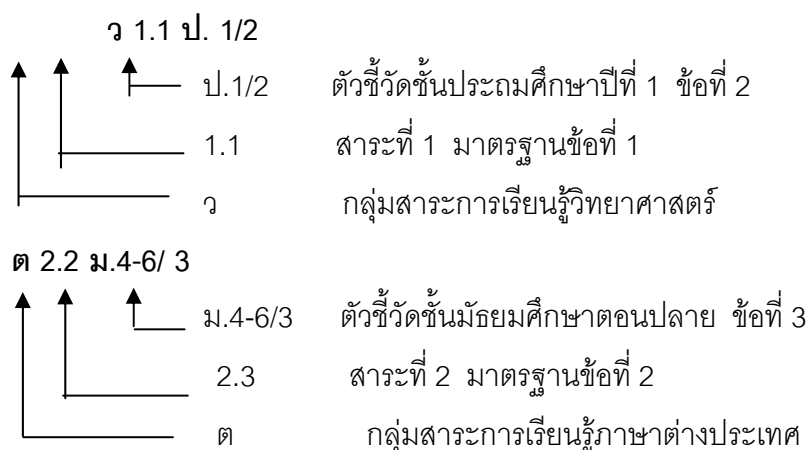 ว 1.1 ป. 1/2
ป.1/2 ตัวชี้วัดชั้นประถมศึกษาปีที่ 1 ข้อที่ 2
1.1 สาระที่ 1 มาตรฐานข้อที่ 1
ว กลุ่มสาระการเรียนรู้วิทยาศาสตร์
ต 2.2 ม.4-6/ 3
ม.4-6/3 ตัวชี้วัดชั้นมัธยมศึกษาตอนปลาย ข้อที่ 3
2.3 สาระที่ 2 มาตรฐานข้อที่ 2
ต กลุ่มสาระการเรียนรู้ภาษาต่างประเทศ